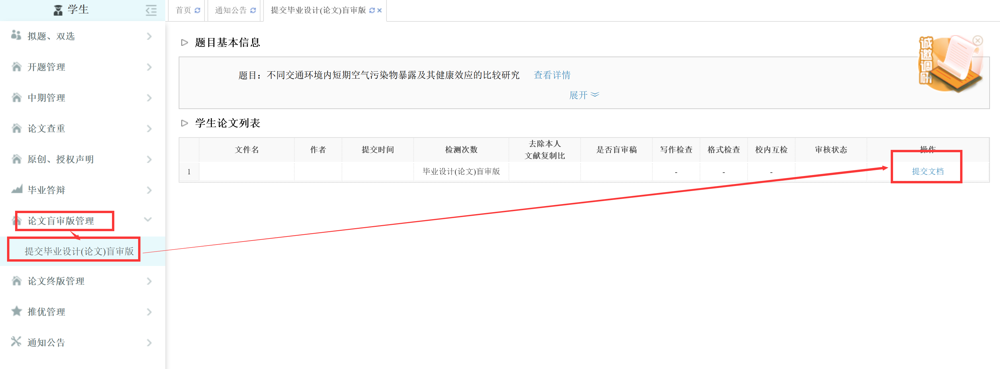 学生
拟题、双选
开题管理
中期管理
论文查重
原创、授权声明
毕业答辩
论文盲审版管理
提交毕业设计(论文)盲审版
论文终版管理
推优管理
通知公告
首页 通知公告 提交毕业设计(论文)盲审版
题目基本信息
题目：不同交通环境内短期空气污染物暴露及其健康效应的比较研究 查看详情
展开
诚邀调研
学生论文列表
文件名 作者 提交时间 检测次数 去除本人 是否盲审稿 写作检查 格式检查 校内互检 审核状态 操作
文献复制比
1 毕业设计(论文)盲审版 - - - 提交文档